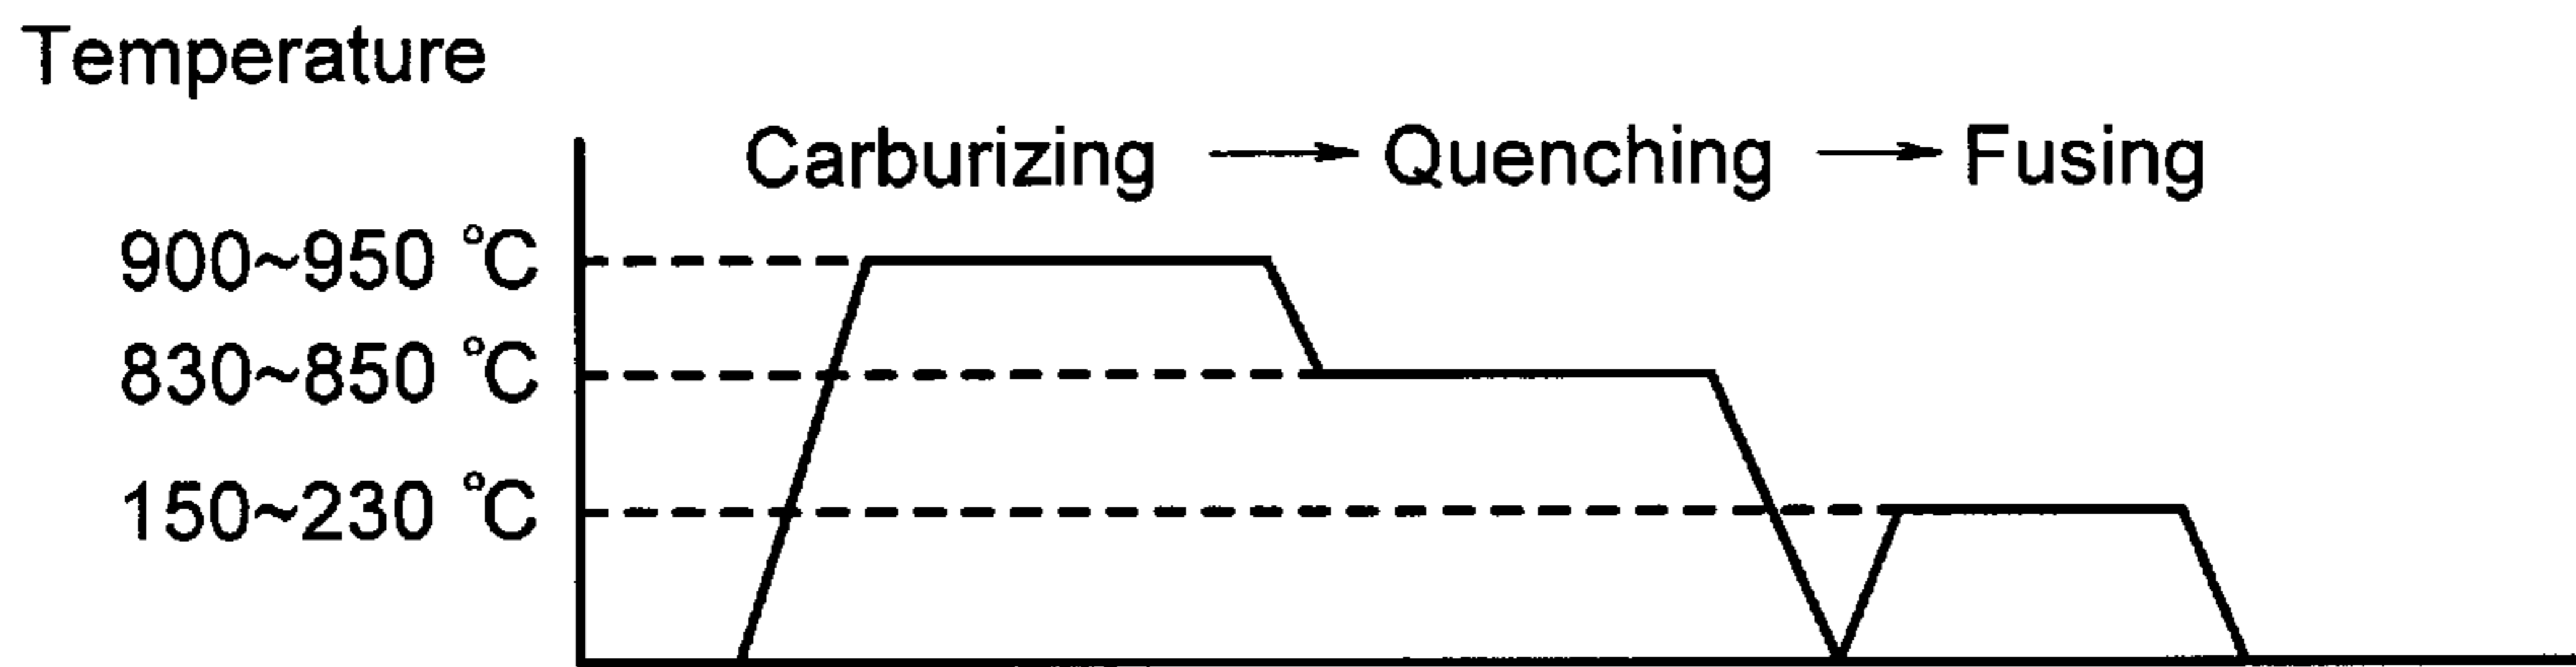 Temperature
Carburizing → Quenching → Fusing
900~950 °C
830~850 °C
150~230 °C